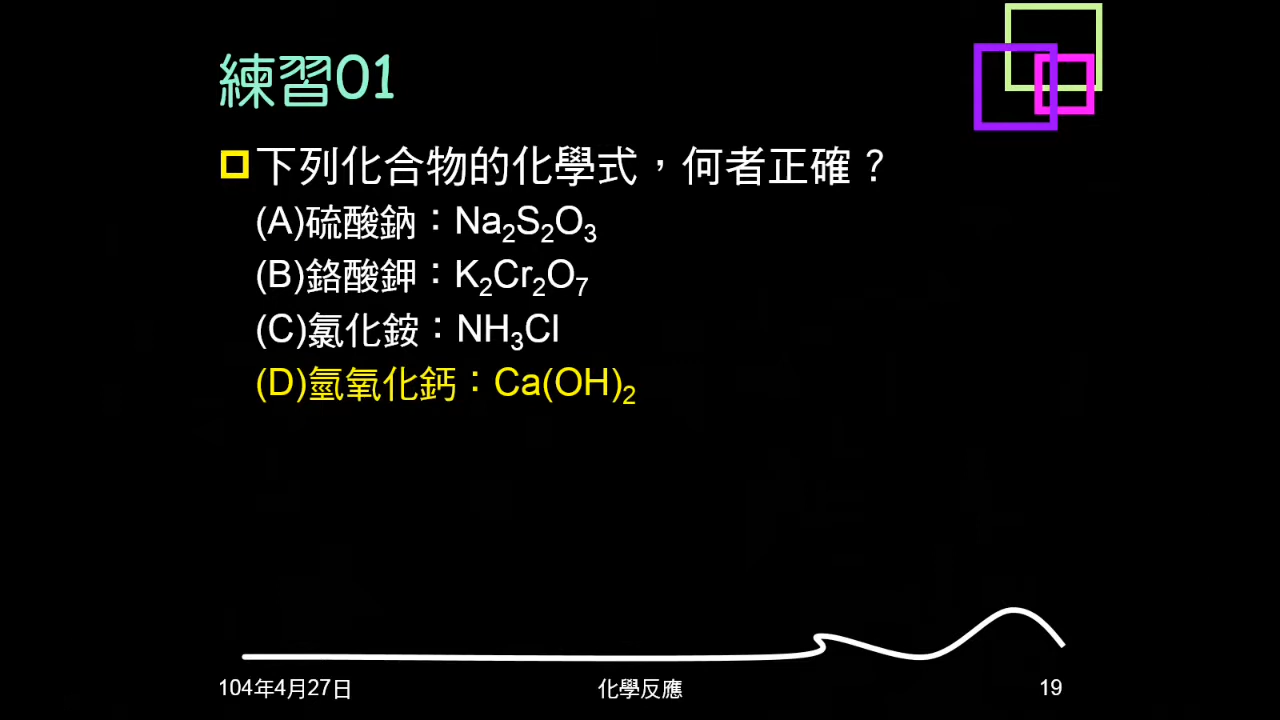 練習01
下列化合物的化學式，何者正確？
(A)硫酸鈉：Na₂S₂O₃
(B)鉻酸鉀：K₂Cr₂O₇
(C)氯化銨：NH₃Cl
(D)氫氧化鈣：Ca(OH)₂
104年4月27日
化學反應
19